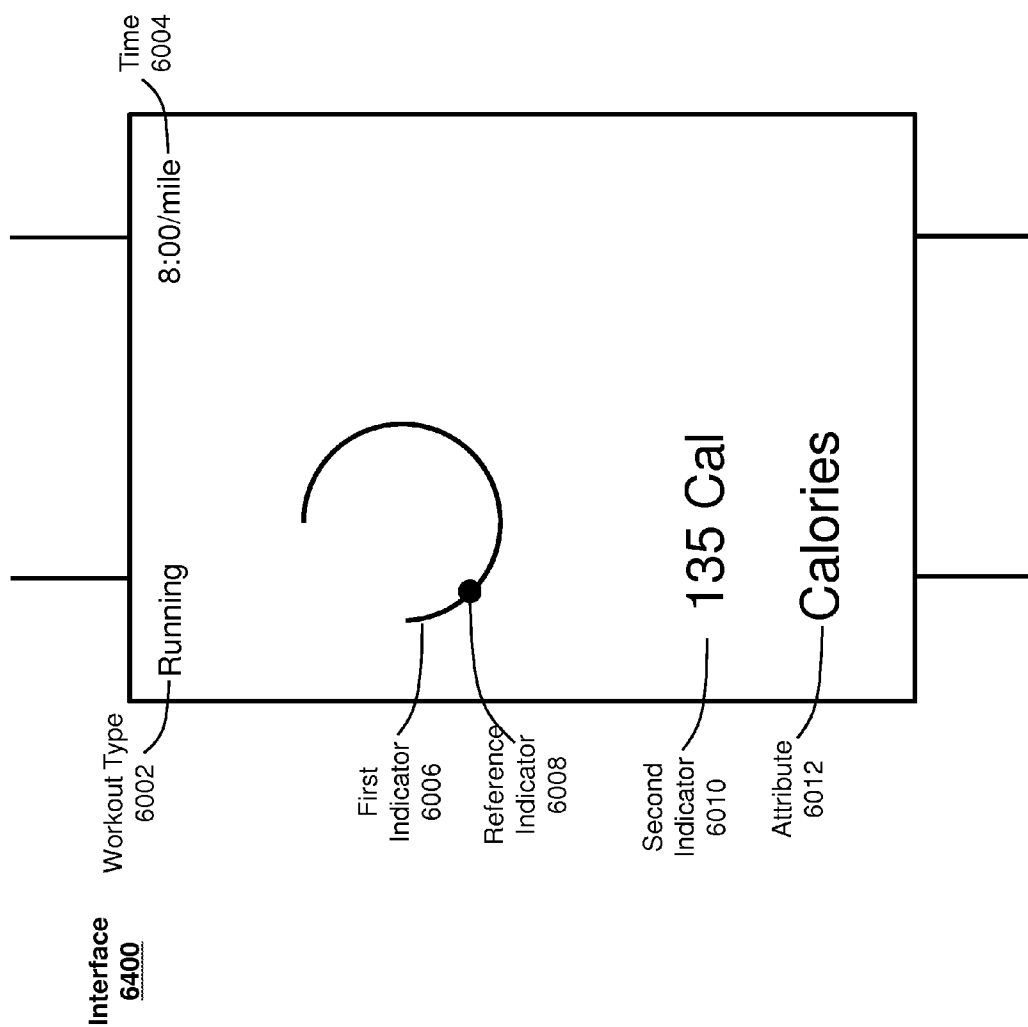 Interface
6400
Workout Type
6002
Running
8:00/mile
Time
6004
First
Indicator
6006
Reference
Indicator
6008
Second
Indicator
6010
135 Cal
Attribute
6012
Calories